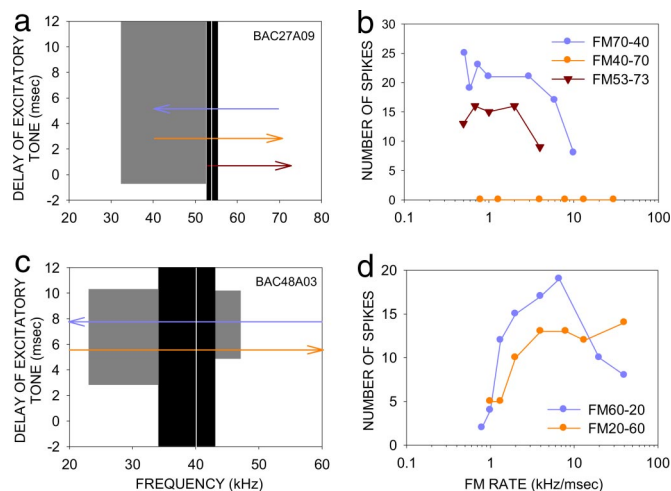 a
BAC27A09
DELAY OF EXCITATORY
TONE (msec)
12
10
8
6
4
2
0
-2
20 30 40 50 60 70 80
b
NUMBER OF SPIKES
30
25
20
15
10
5
0
FM70-40
FM40-70
FM53-73
0.1 1 10 100
c
BAC48A03
DELAY OF EXCITATORY
TONE (msec)
12
10
8
6
4
2
0
-2
20 30 40 50 60
FREQUENCY (kHz)
d
NUMBER OF SPIKES
20
15
10
5
0
FM60-20
FM20-60
0.1 1 10 100
FM RATE (kHz/msec)